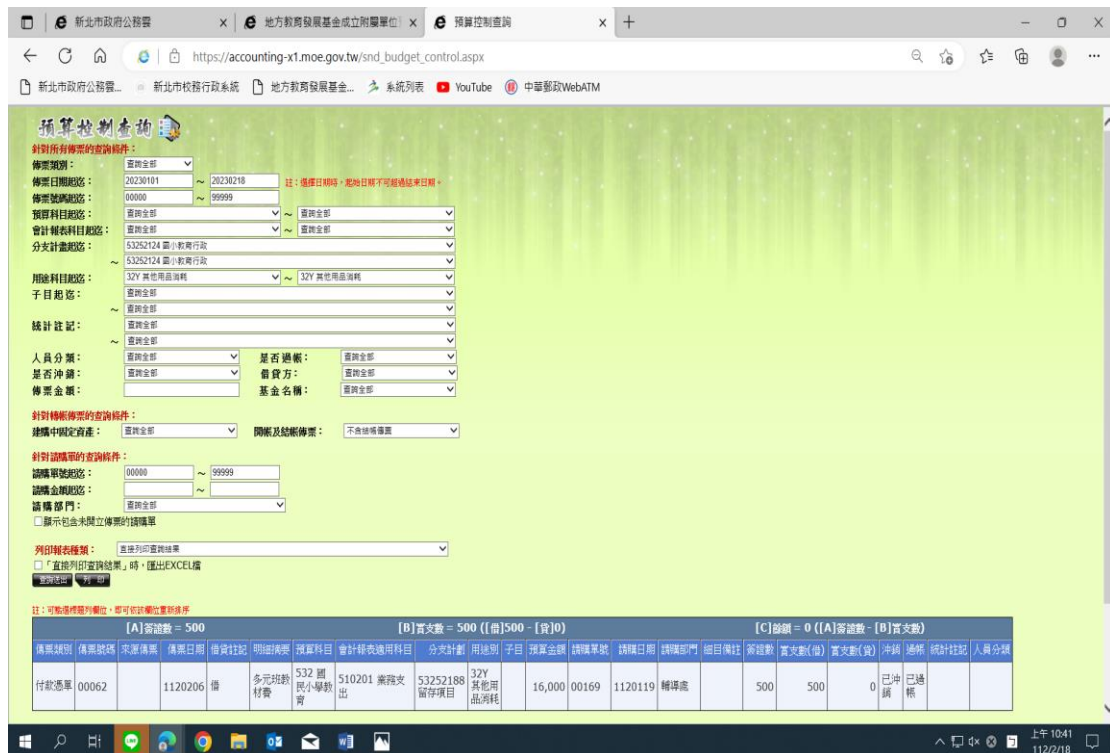 新北市政府公務雲
地方教育發展基金成立附屬單位
預算控制查詢
https://accounting-x1.moe.gov.tw/snd_budget_control.aspx
新北市政府公務雲... 新北市校務行政系統 地方教育發展基金... 系統列表 YouTube 中華郵政WebATM
預算控制查詢
針對所有傳票的查詢條件：
傳票類別： 查詢全部
傳票日期起迄： 20230101 ~ 20230218 註：選擇日期時，起始日期不可超過結束日期。
傳票號碼起迄： 00000 ~ 99999
預算科目起迄： 查詢全部 ~ 查詢全部
會計報表科目起迄： 查詢全部 ~ 查詢全部
分支計畫起迄： 53252124 國小教育行政
~ 53252124 國小教育行政
用途科目起迄： 32Y 其他用品消耗 ~ 32Y 其他用品消耗
子目起迄： 查詢全部
~ 查詢全部
統計註記： 查詢全部
~ 查詢全部
人員分類： 查詢全部 是否過帳： 查詢全部
是否沖銷： 查詢全部 借貸方： 查詢全部
傳票金額： 基金名稱： 查詢全部
針對轉帳傳票的查詢條件：
建購中固定資產： 查詢全部 開帳及結帳傳票： 不含結帳傳票
針對請購單的查詢條件：
請購單號起迄： 00000 ~ 99999
請購金額起迄： ~
請購部門： 查詢全部
顯示包含未開立傳票的請購單
列印報表種類： 直接列印查詢結果
「直接列印查詢結果」時，匯出EXCEL檔
查詢送出 列 印
註：可點選標題列欄位，即可依該欄位重新排序
[A]簽證數 = 500 [B]實支數 = 500 ([借]500 - [貸]0) [C]餘額 = 0 ([A]簽證數 - [B]實支數)
傳票類別 傳票號碼 來源傳票 傳票日期 借貸註記 明細摘要 預算科目 會計報表適用科目 分支計劃 用途別 子目 預算金額 請購單號 請購日期 請購部門 細目備註 簽證數 實支數(借) 實支數(貸) 沖銷 過帳 統計註記 人員分類
付款憑單 00062 1120206 借 多元班教材費 532 國民小學教育 510201 業務支出 53252188 留存項目 32Y 其他用品消耗 16,000 00169 1120119 輔導處 500 500 0 已沖銷 已過帳
上午 10:41
112/2/18